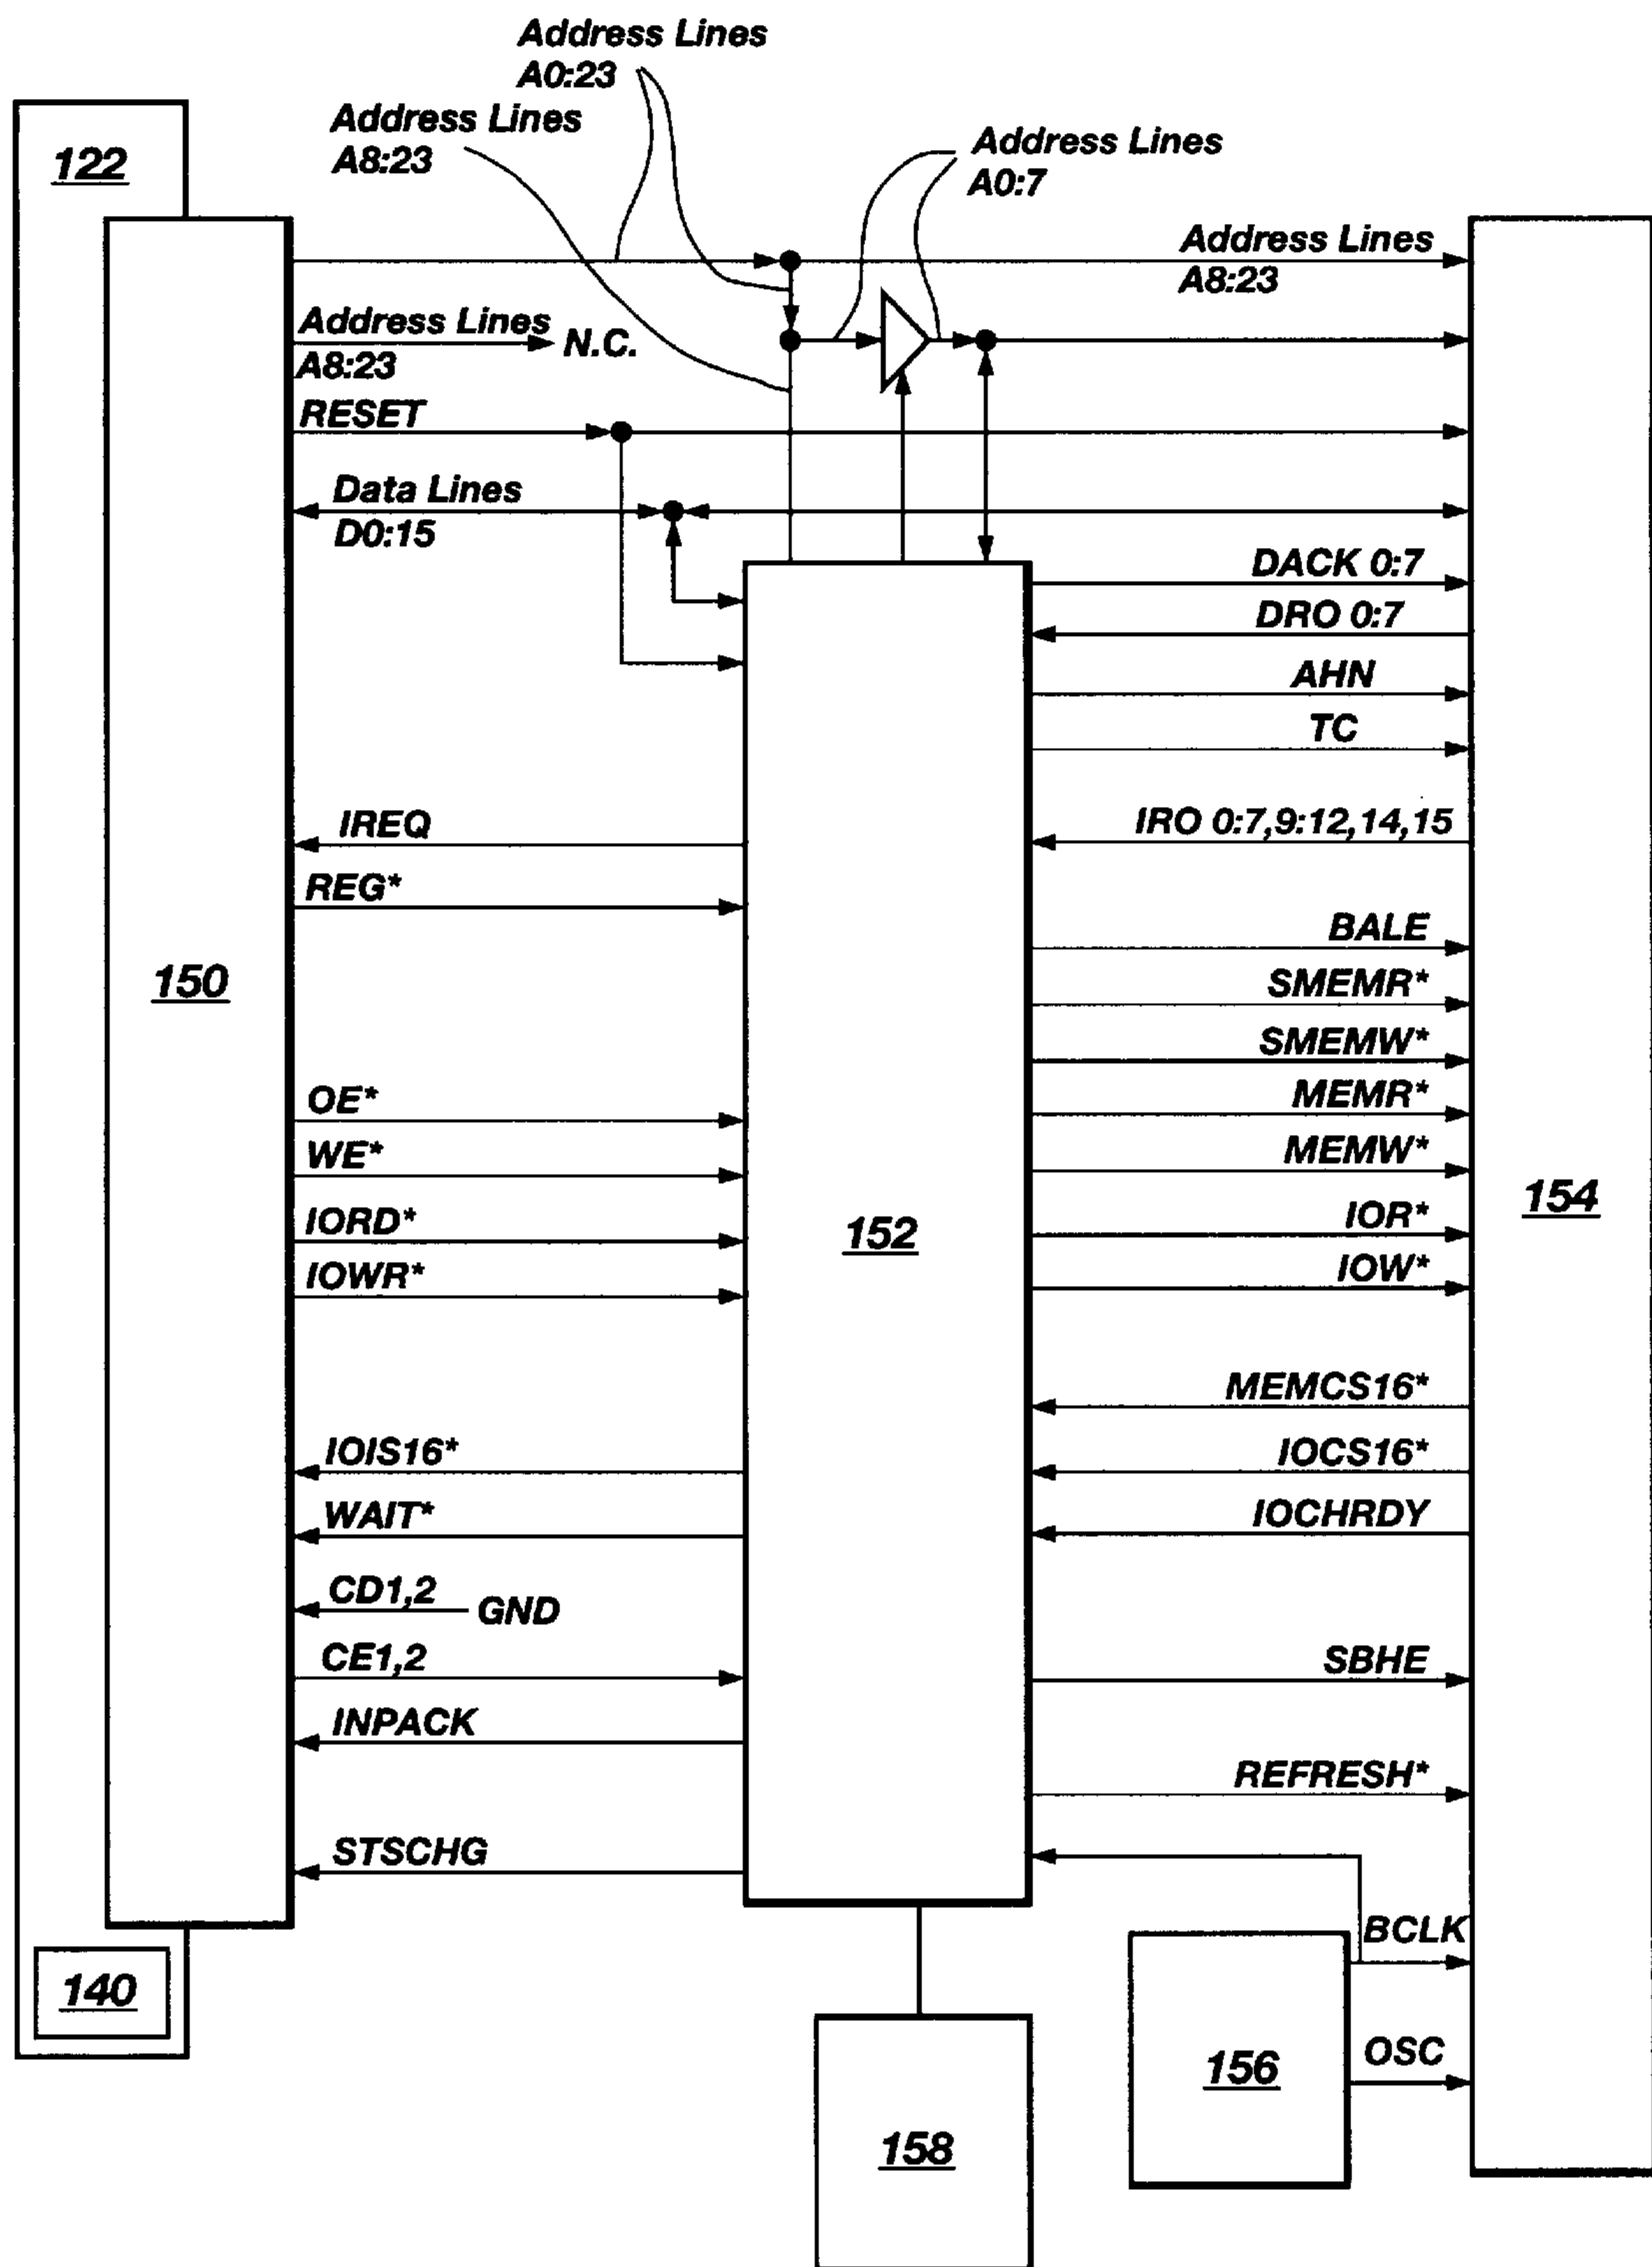 Address Lines
A0:23
Address Lines
A8:23
Address Lines
A0:7
122
Address Lines
A8:23
Address Lines
A8:23
N.C.
RESET
Data Lines
D0:15
DACK 0:7
DRO 0:7
AHN
TC
IREQ
IRO 0:7,9:12,14,15
REG*
BALE
150
SMEMR*
SMEMW*
OE*
MEMR*
WE*
MEMW*
154
IORD*
152
IOR*
IOWR*
IOW*
MEMCS16*
IOIS16*
IOCS16*
WAIT*
IOCHRDY
CD1,2
GND
CE1,2
SBHE
INPACK
REFRESH*
STSCHG
BCLK
140
OSC
156
158